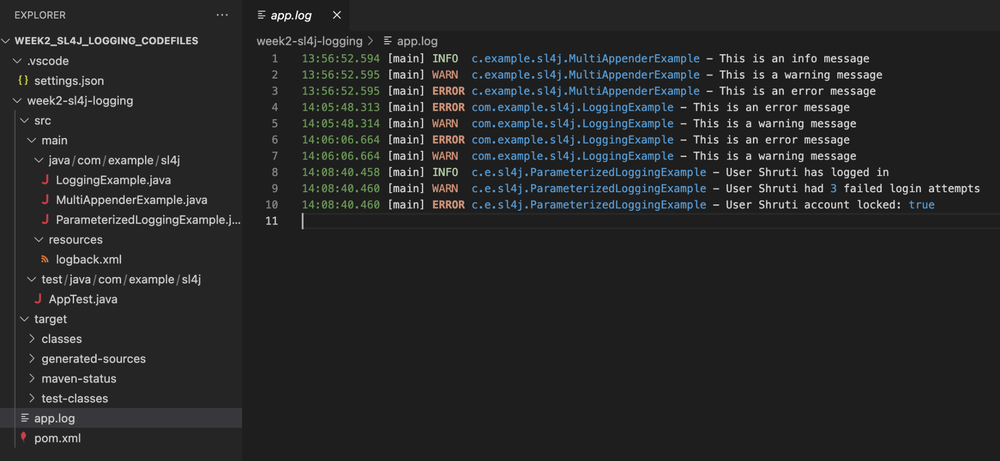 EXPLORER
WEEK2_SL4J_LOGGING_CODEFILES
.vscode
{} settings.json
week2-sl4j-logging
src
main
java/com/example/sl4j
J LoggingExample.java
J MultiAppenderExample.java
J ParameterizedLoggingExample.j...
resources
logback.xml
test/java/com/example/sl4j
J AppTest.java
target
classes
generated-sources
maven-status
test-classes
app.log
pom.xml
app.log
week2-sl4j-logging > app.log
1 13:56:52.594 [main] INFO  c.example.sl4j.MultiAppenderExample - This is an info message
2 13:56:52.595 [main] WARN  c.example.sl4j.MultiAppenderExample - This is a warning message
3 13:56:52.595 [main] ERROR c.example.sl4j.MultiAppenderExample - This is an error message
4 14:05:48.313 [main] ERROR com.example.sl4j.LoggingExample - This is an error message
5 14:05:48.314 [main] WARN  com.example.sl4j.LoggingExample - This is a warning message
6 14:06:06.664 [main] ERROR com.example.sl4j.LoggingExample - This is an error message
7 14:06:06.664 [main] WARN  com.example.sl4j.LoggingExample - This is a warning message
8 14:08:40.458 [main] INFO  c.e.sl4j.ParameterizedLoggingExample - User Shruti has logged in
9 14:08:40.460 [main] WARN  c.e.sl4j.ParameterizedLoggingExample - User Shruti had 3 failed login attempts
10 14:08:40.460 [main] ERROR c.e.sl4j.ParameterizedLoggingExample - User Shruti account locked: true
11